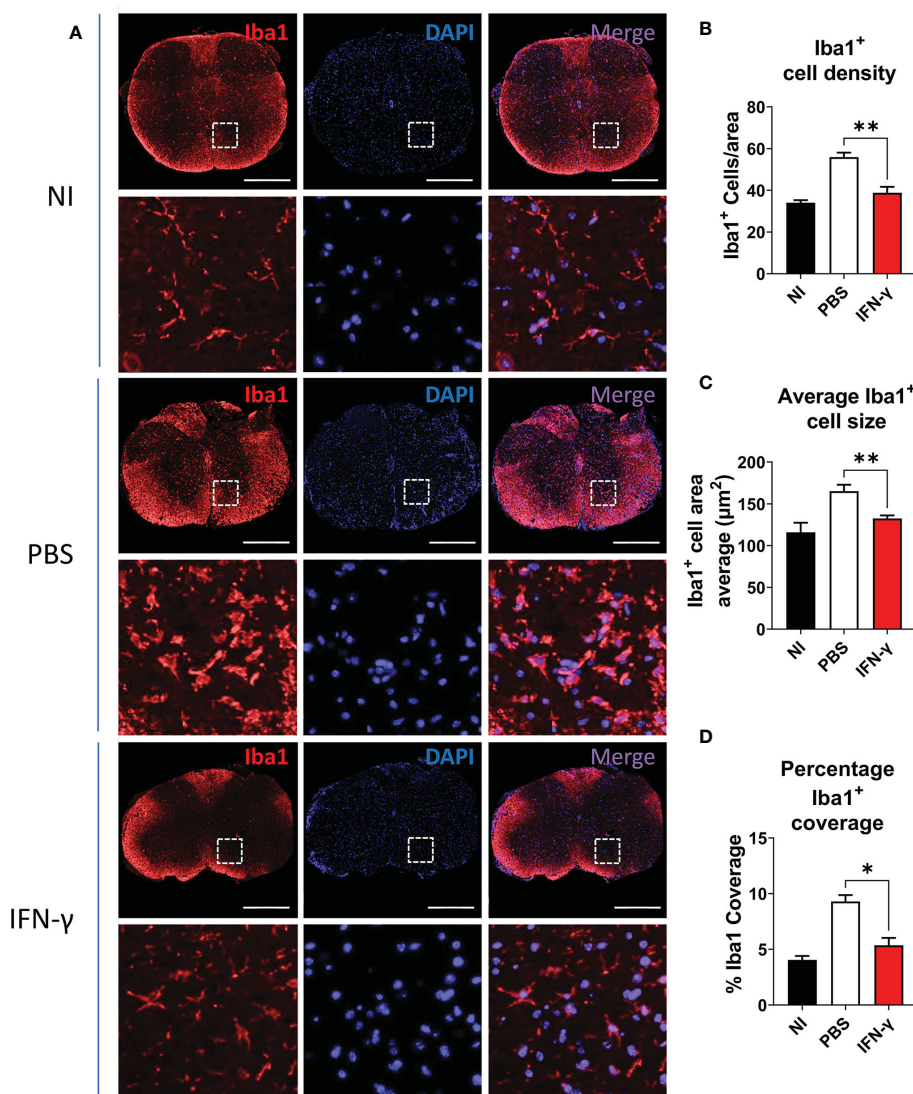 A
Iba1
DAPI
Merge
NI
Iba1
DAPI
Merge
PBS
Iba1
DAPI
Merge
IFN-γ
B
Iba1⁺
cell density
Iba1⁺ Cells/area
80
60
40
20
0
**
NI
PBS
IFN-γ
C
Average Iba1⁺
cell size
Iba1⁺ cell area
average (µm²)
200
150
100
50
0
**
NI
PBS
IFN-γ
D
Percentage
Iba1⁺
coverage
% Iba1 Coverage
15
10
5
0
*
NI
PBS
IFN-γ